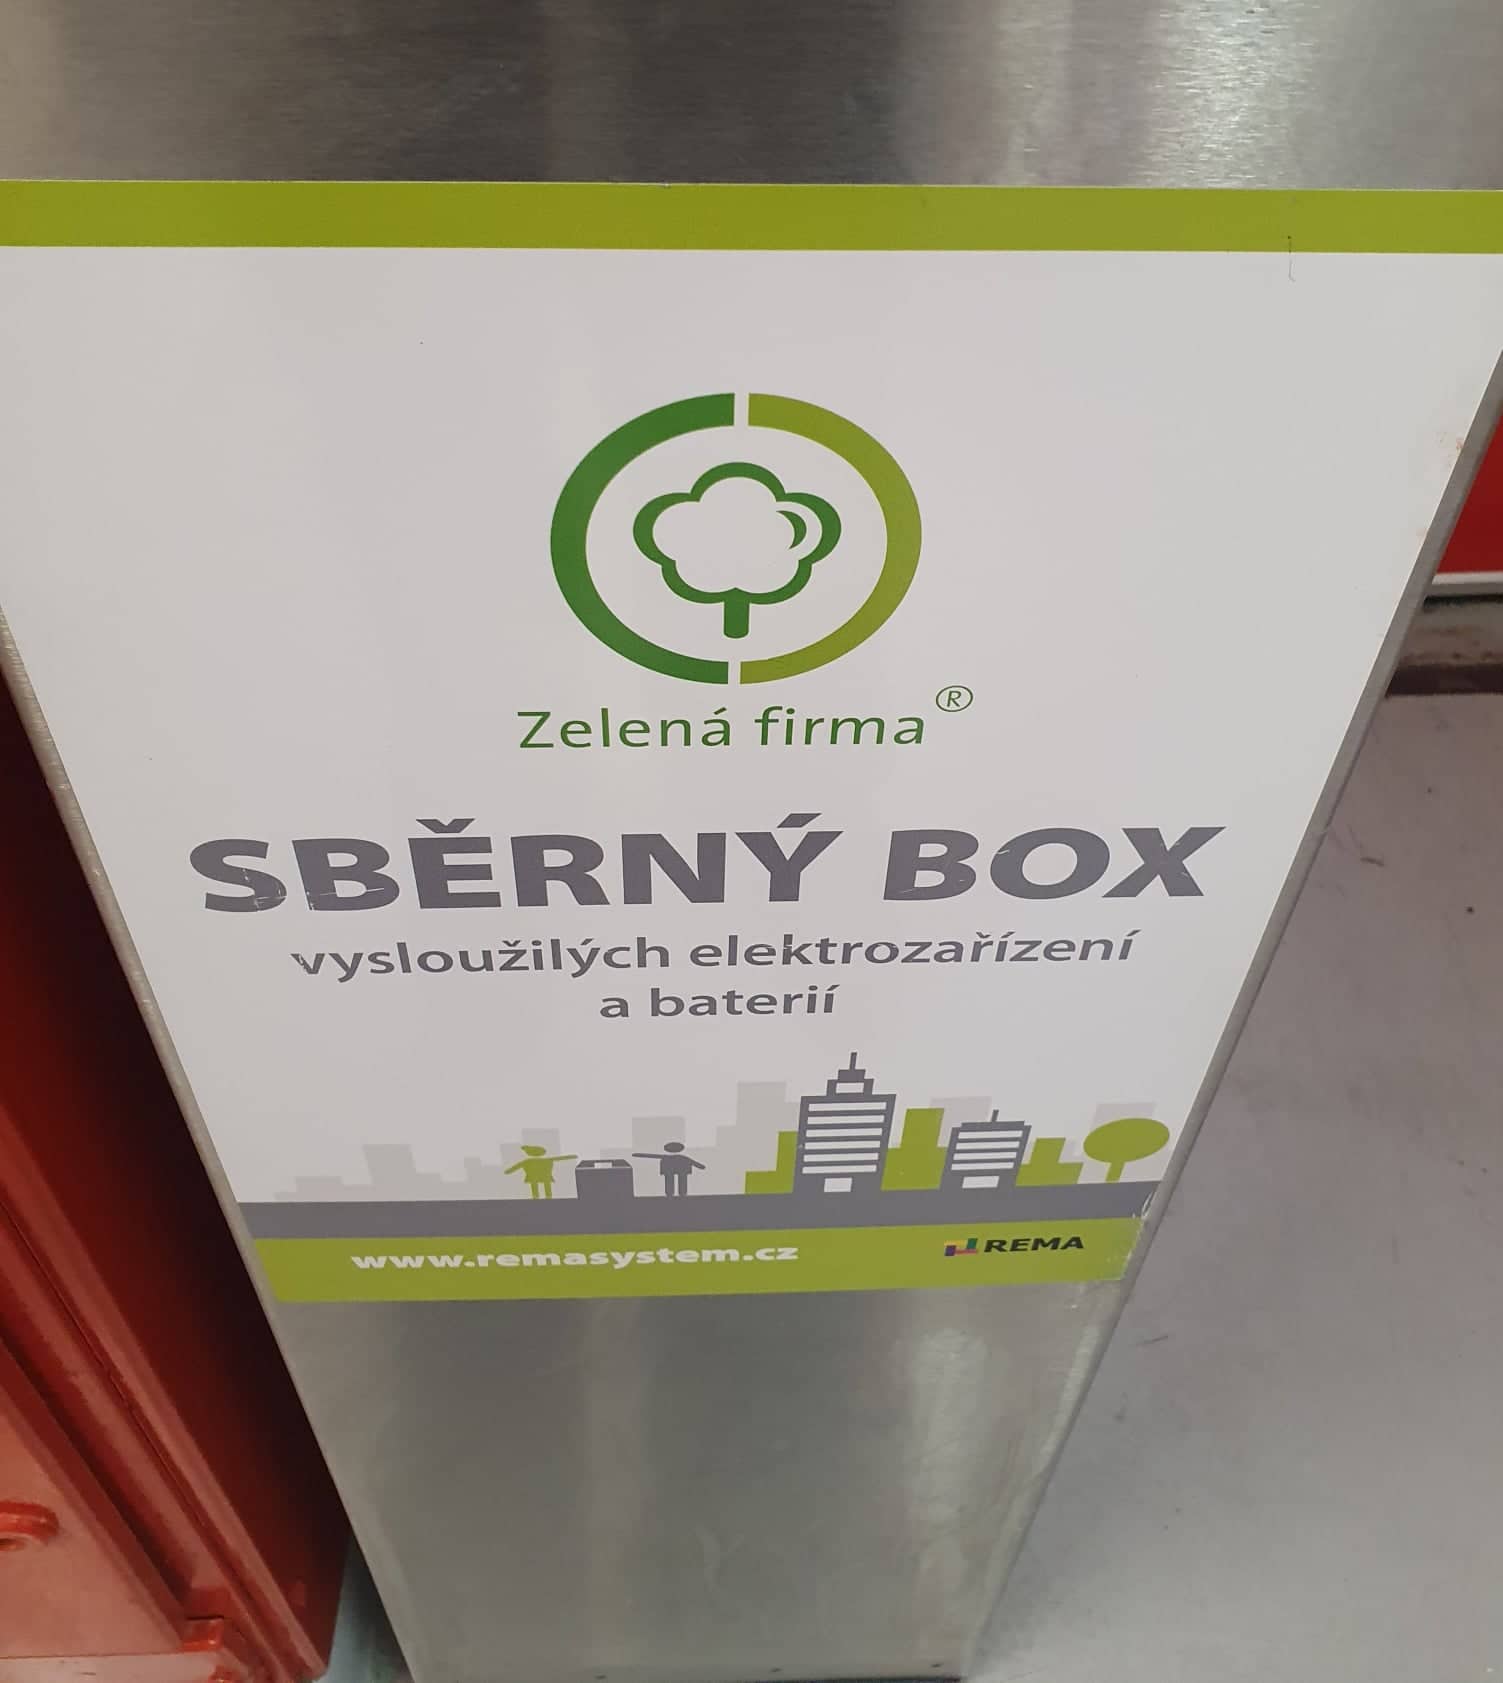 Zelená firma®
SBĚRNÝ BOX
vysloužilých elektrozařízení
a baterií
www.remasystem.cz
REMA